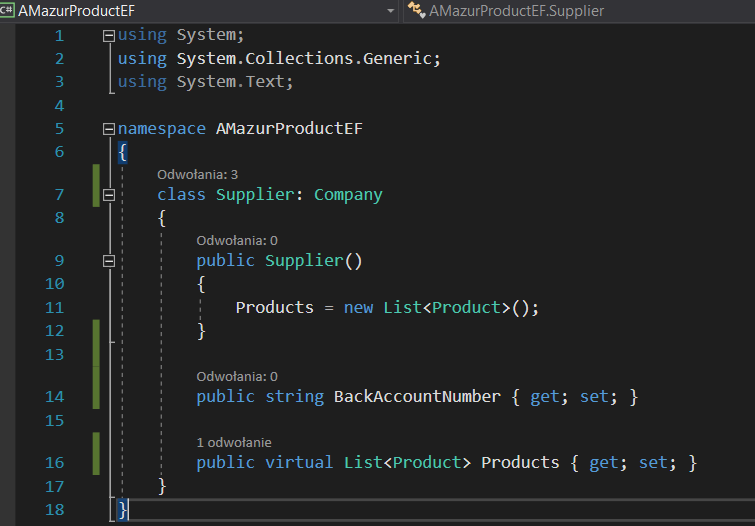 C# AMazurProductEF AMazurProductEF.Supplier
1 using System;
2 using System.Collections.Generic;
3 using System.Text;
4
5 namespace AMazurProductEF
6 {
Odwołania: 3
7 class Supplier: Company
8 {
Odwołania: 0
9 public Supplier()
10 {
11 Products = new List<Product>();
12 }
13
Odwołania: 0
14 public string BackAccountNumber { get; set; }
15
1 odwołanie
16 public virtual List<Product> Products { get; set; }
17 }
18 }